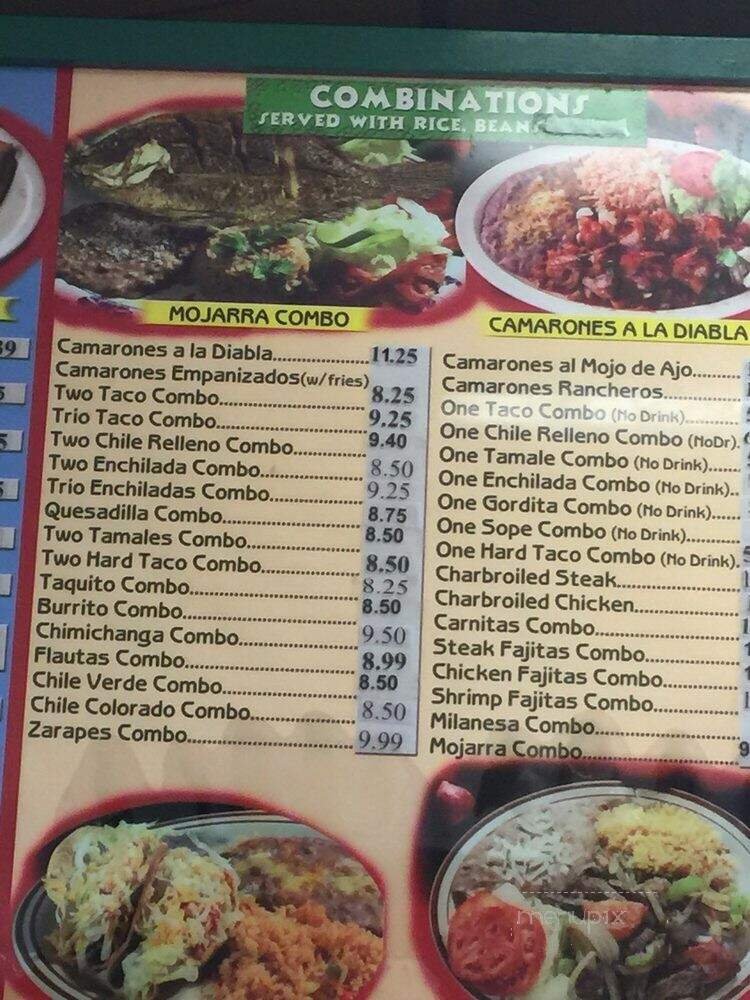 COMBINATIONS
SERVED WITH RICE, BEANS
MOJARRA COMBO
CAMARONES A LA DIABLA
Camarones a la Diabla 11.25
Camarones Empanizados(w/fries)
Two Taco Combo 8.25
Trio Taco Combo 9.25
Two Chile Relleno Combo 9.40
Two Enchilada Combo 8.50
Trio Enchiladas Combo 9.25
Quesadilla Combo 8.75
Two Tamales Combo 8.50
Two Hard Taco Combo 8.50
Taquito Combo 8.25
Burrito Combo 8.50
Chimichanga Combo 9.50
Flautas Combo 8.99
Chile Verde Combo 8.50
Chile Colorado Combo 8.50
Zarapes Combo 9.99
Camarones al Mojo de Ajo
Camarones Rancheros
One Taco Combo (No Drink)
One Chile Relleno Combo (NoDr).
One Tamale Combo (No Drink)
One Enchilada Combo (No Drink)
One Gordita Combo (No Drink)
One Sope Combo (No Drink)
One Hard Taco Combo (No Drink).
Charbroiled Steak
Charbroiled Chicken
Carnitas Combo
Steak Fajitas Combo
Chicken Fajitas Combo
Shrimp Fajitas Combo
Milanesa Combo
Mojarra Combo
menupix